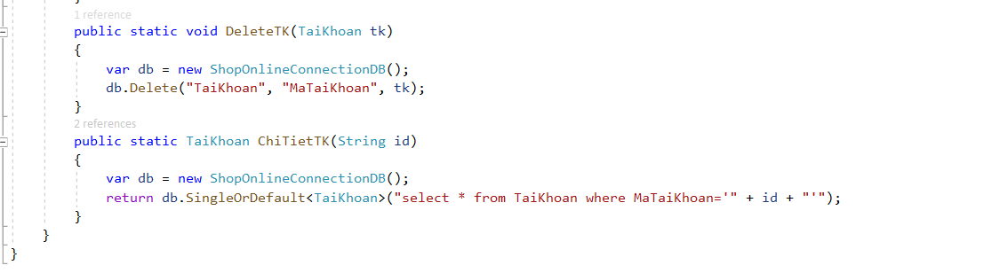 }
1 reference
public static void DeleteTK(TaiKhoan tk)
{
var db = new ShopOnlineConnectionDB();
db.Delete("TaiKhoan", "MaTaiKhoan", tk);
}
2 references
public static TaiKhoan ChiTietTK(String id)
{
var db = new ShopOnlineConnectionDB();
return db.SingleOrDefault<TaiKhoan>("select * from TaiKhoan where MaTaiKhoan='" + id + "'");
}
}
}